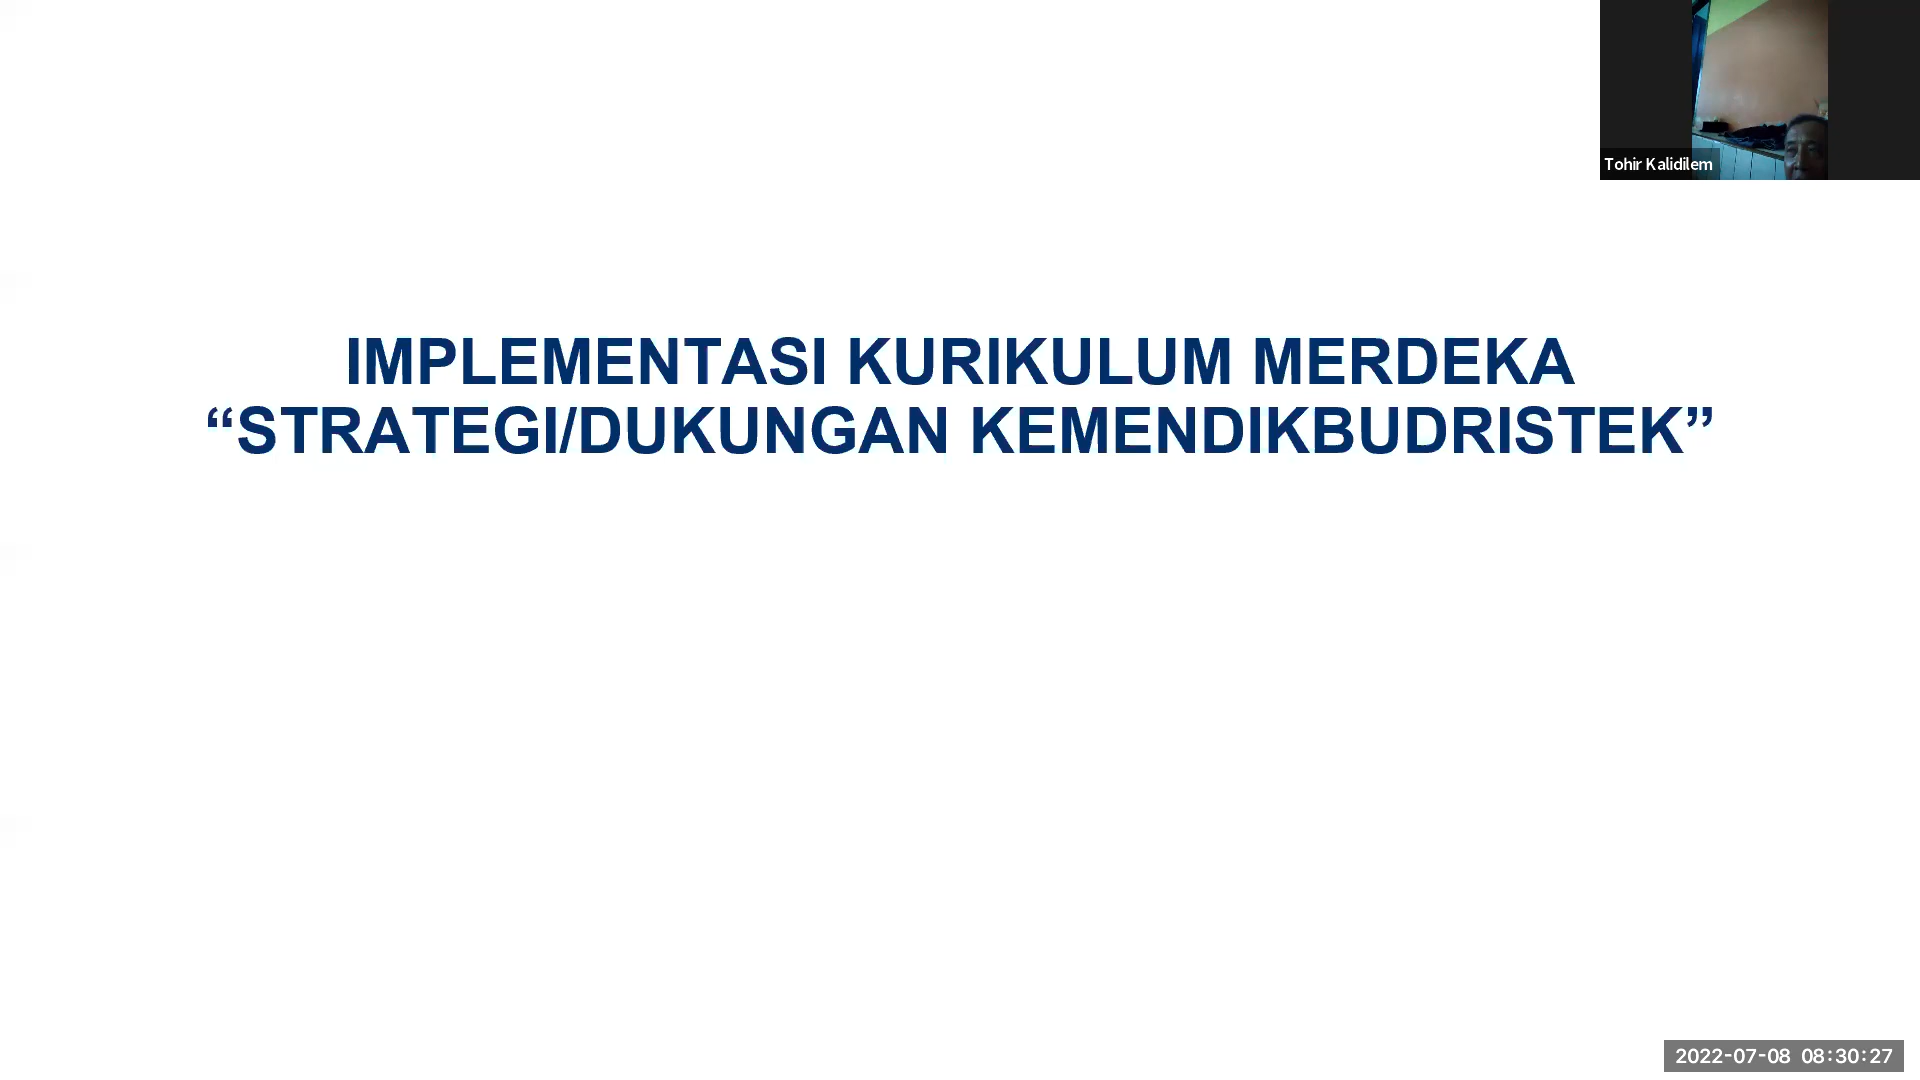 Tohir Kalidilem
IMPLEMENTASI KURIKULUM MERDEKA
“STRATEGI/DUKUNGAN KEMENDIKBUDRISTEK”
2022-07-08 08:30:27